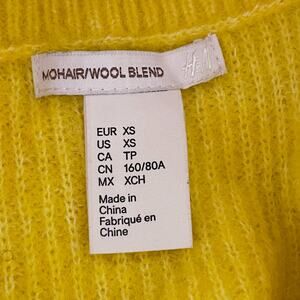 MOHAIR/WOOL BLEND
H&M
EUR XS
US XS
CA TP
CN 160/80A
MX XCH
Made in
China
Fabriqué en
Chine